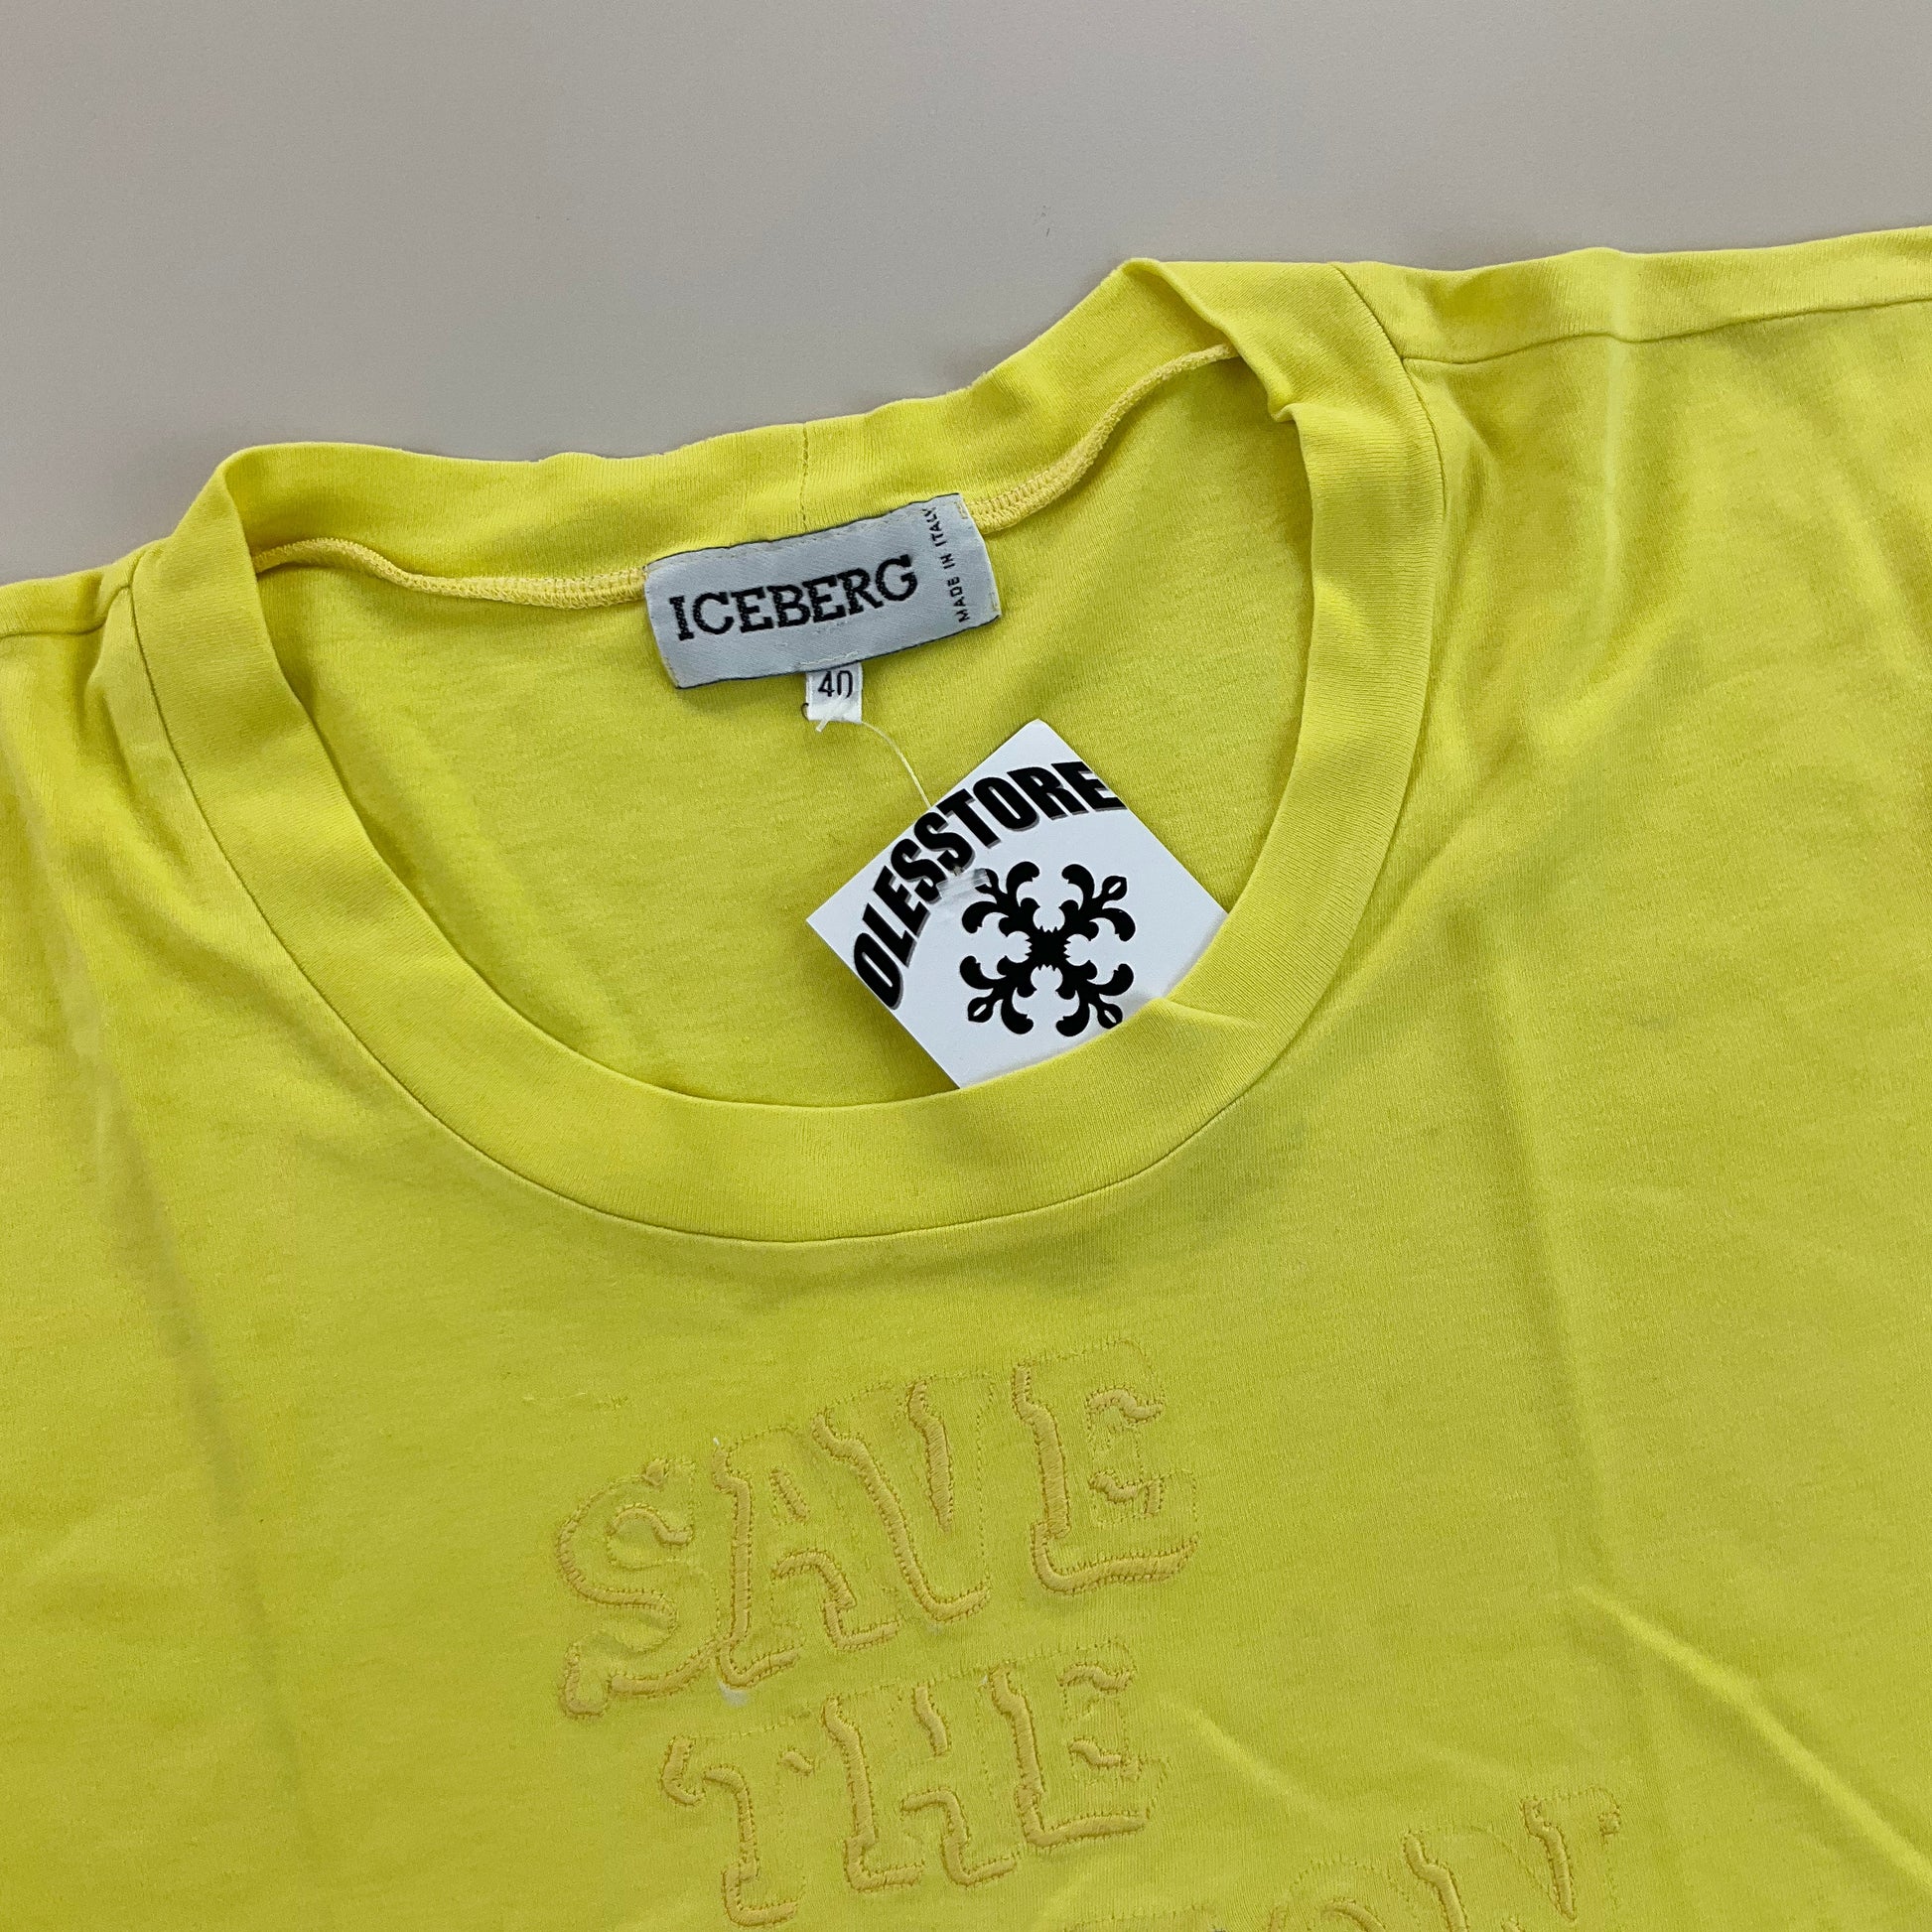 ICEBERG
MADE IN ITALY
40
OLESSTORE
SAVE
THE